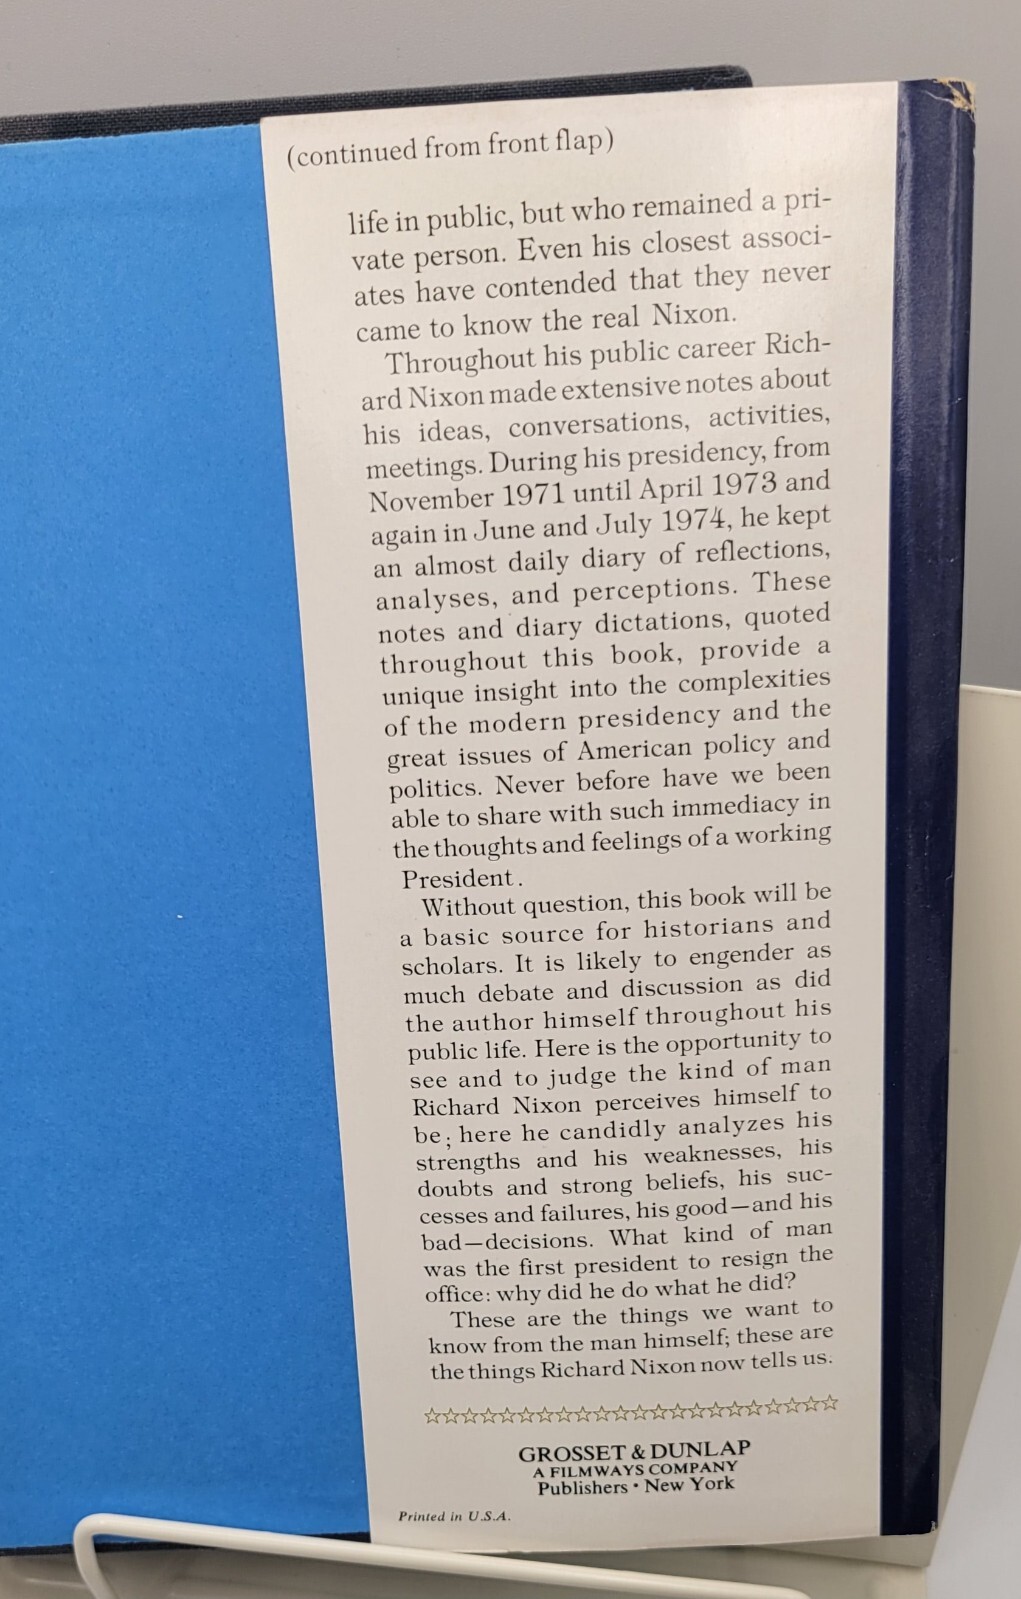 (continued from front flap)
life in public, but who remained a pri-
vate person. Even his closest associ-
ates have contended that they never
came to know the real Nixon.
Throughout his public career Rich-
ard Nixon made extensive notes about
his ideas, conversations, activities,
meetings. During his presidency, from
November 1971 until April 1973 and
again in June and July 1974, he kept
an almost daily diary of reflections,
analyses, and perceptions. These
notes and diary dictations, quoted
throughout this book, provide a
unique insight into the complexities
of the modern presidency and the
great issues of American policy and
politics. Never before have we been
able to share with such immediacy in
the thoughts and feelings of a working
President.
Without question, this book will be
a basic source for historians and
scholars. It is likely to engender as
much debate and discussion as did
the author himself throughout his
public life. Here is the opportunity to
see and to judge the kind of man
Richard Nixon perceives himself to
be; here he candidly analyzes his
strengths and his weaknesses, his
doubts and strong beliefs, his suc-
cesses and failures, his good—and his
bad—decisions. What kind of man
was the first president to resign the
office: why did he do what he did?
These are the things we want to
know from the man himself; these are
the things Richard Nixon now tells us.
GROSSET & DUNLAP
A FILMWAYS COMPANY
Publishers • New York
Printed in U.S.A.